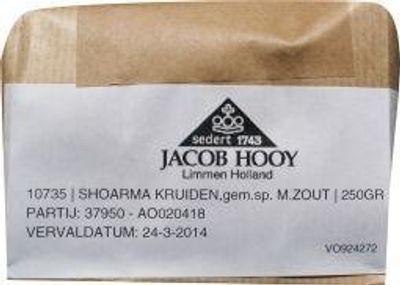 sedert 1743
JACOB HOOY
Limmen Holland
10735 | SHOARMA KRUIDEN,gem.sp. M.ZOUT | 250GR
PARTIJ: 37950 - AO020418
VERVALDATUM: 24-3-2014
VO924272